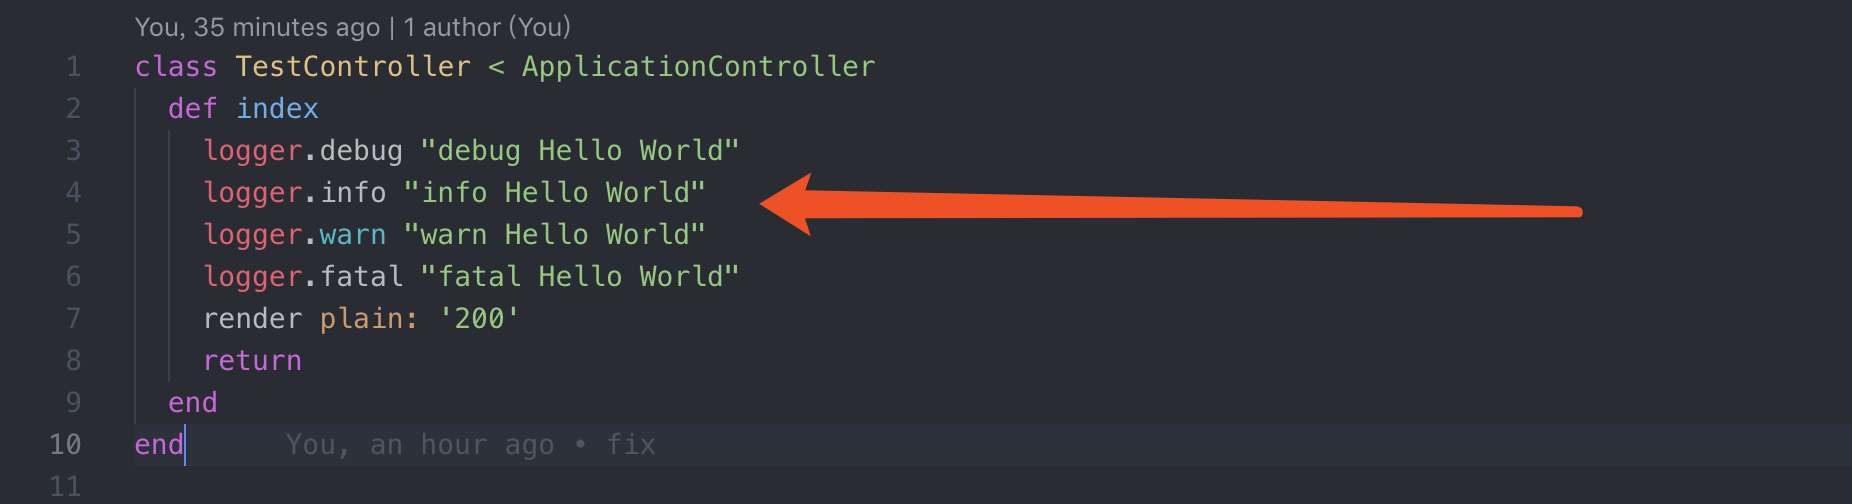 You, 35 minutes ago | 1 author (You)
1 class TestController < ApplicationController
2   def index
3     logger.debug "debug Hello World"
4     logger.info "info Hello World"
5     logger.warn "warn Hello World"
6     logger.fatal "fatal Hello World"
7     render plain: '200'
8     return
9   end
10 end You, an hour ago • fix
11